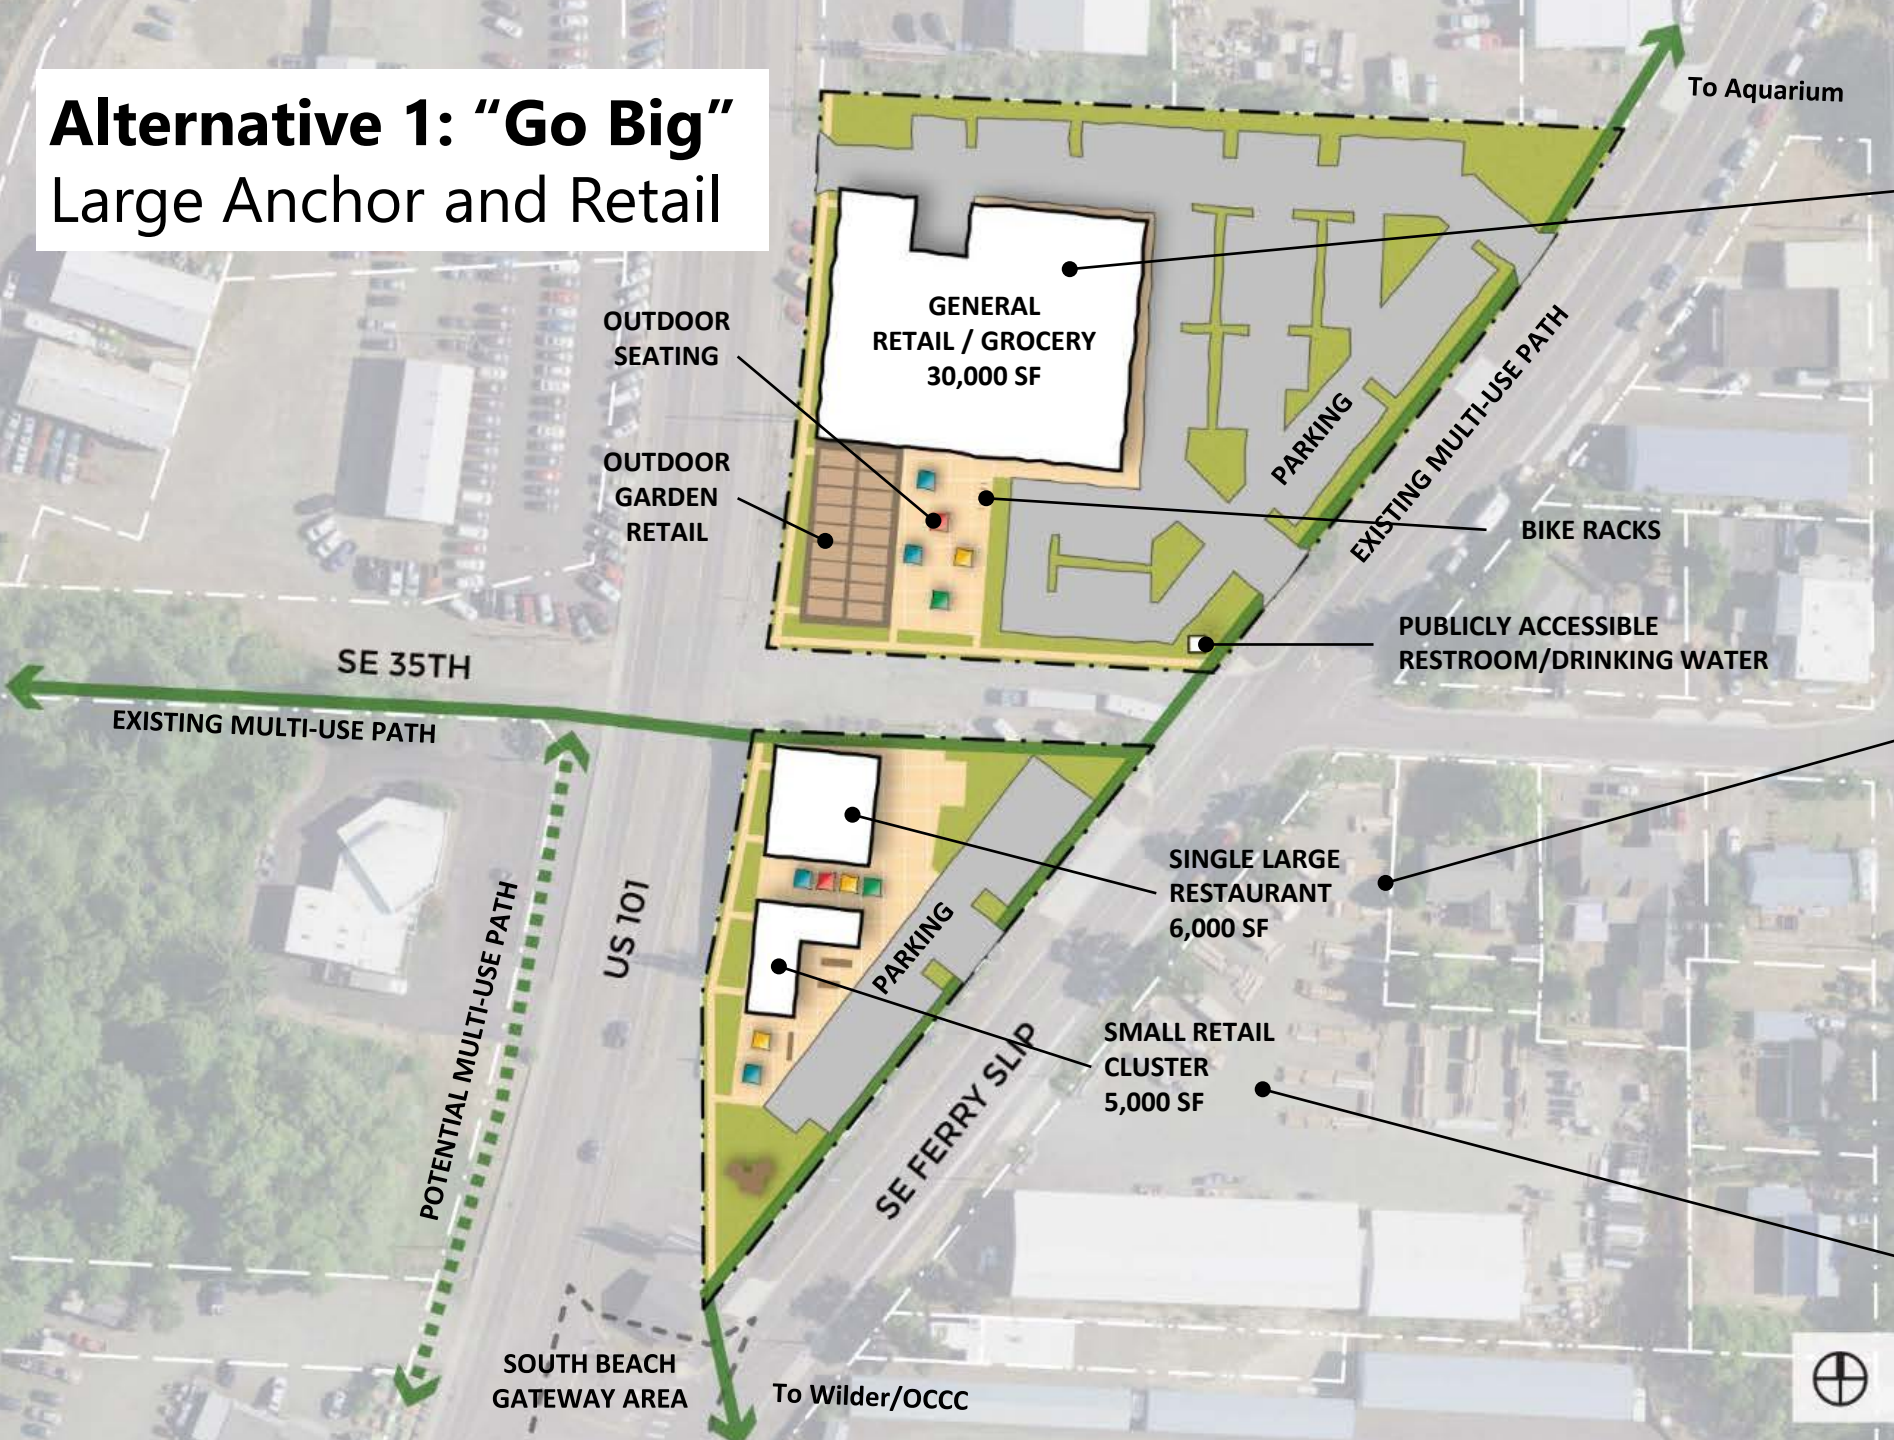 Alternative 1: “Go Big”
Large Anchor and Retail
To Aquarium
GENERAL
RETAIL / GROCERY
30,000 SF
OUTDOOR
SEATING
OUTDOOR
GARDEN
RETAIL
PARKING
EXISTING MULTI-USE PATH
BIKE RACKS
PUBLICLY ACCESSIBLE
RESTROOM/DRINKING WATER
SE 35TH
EXISTING MULTI-USE PATH
SINGLE LARGE
RESTAURANT
6,000 SF
US 101
PARKING
POTENTIAL MULTI-USE PATH
SMALL RETAIL
CLUSTER
5,000 SF
SE FERRY SLIP
SOUTH BEACH
GATEWAY AREA
To Wilder/OCCC